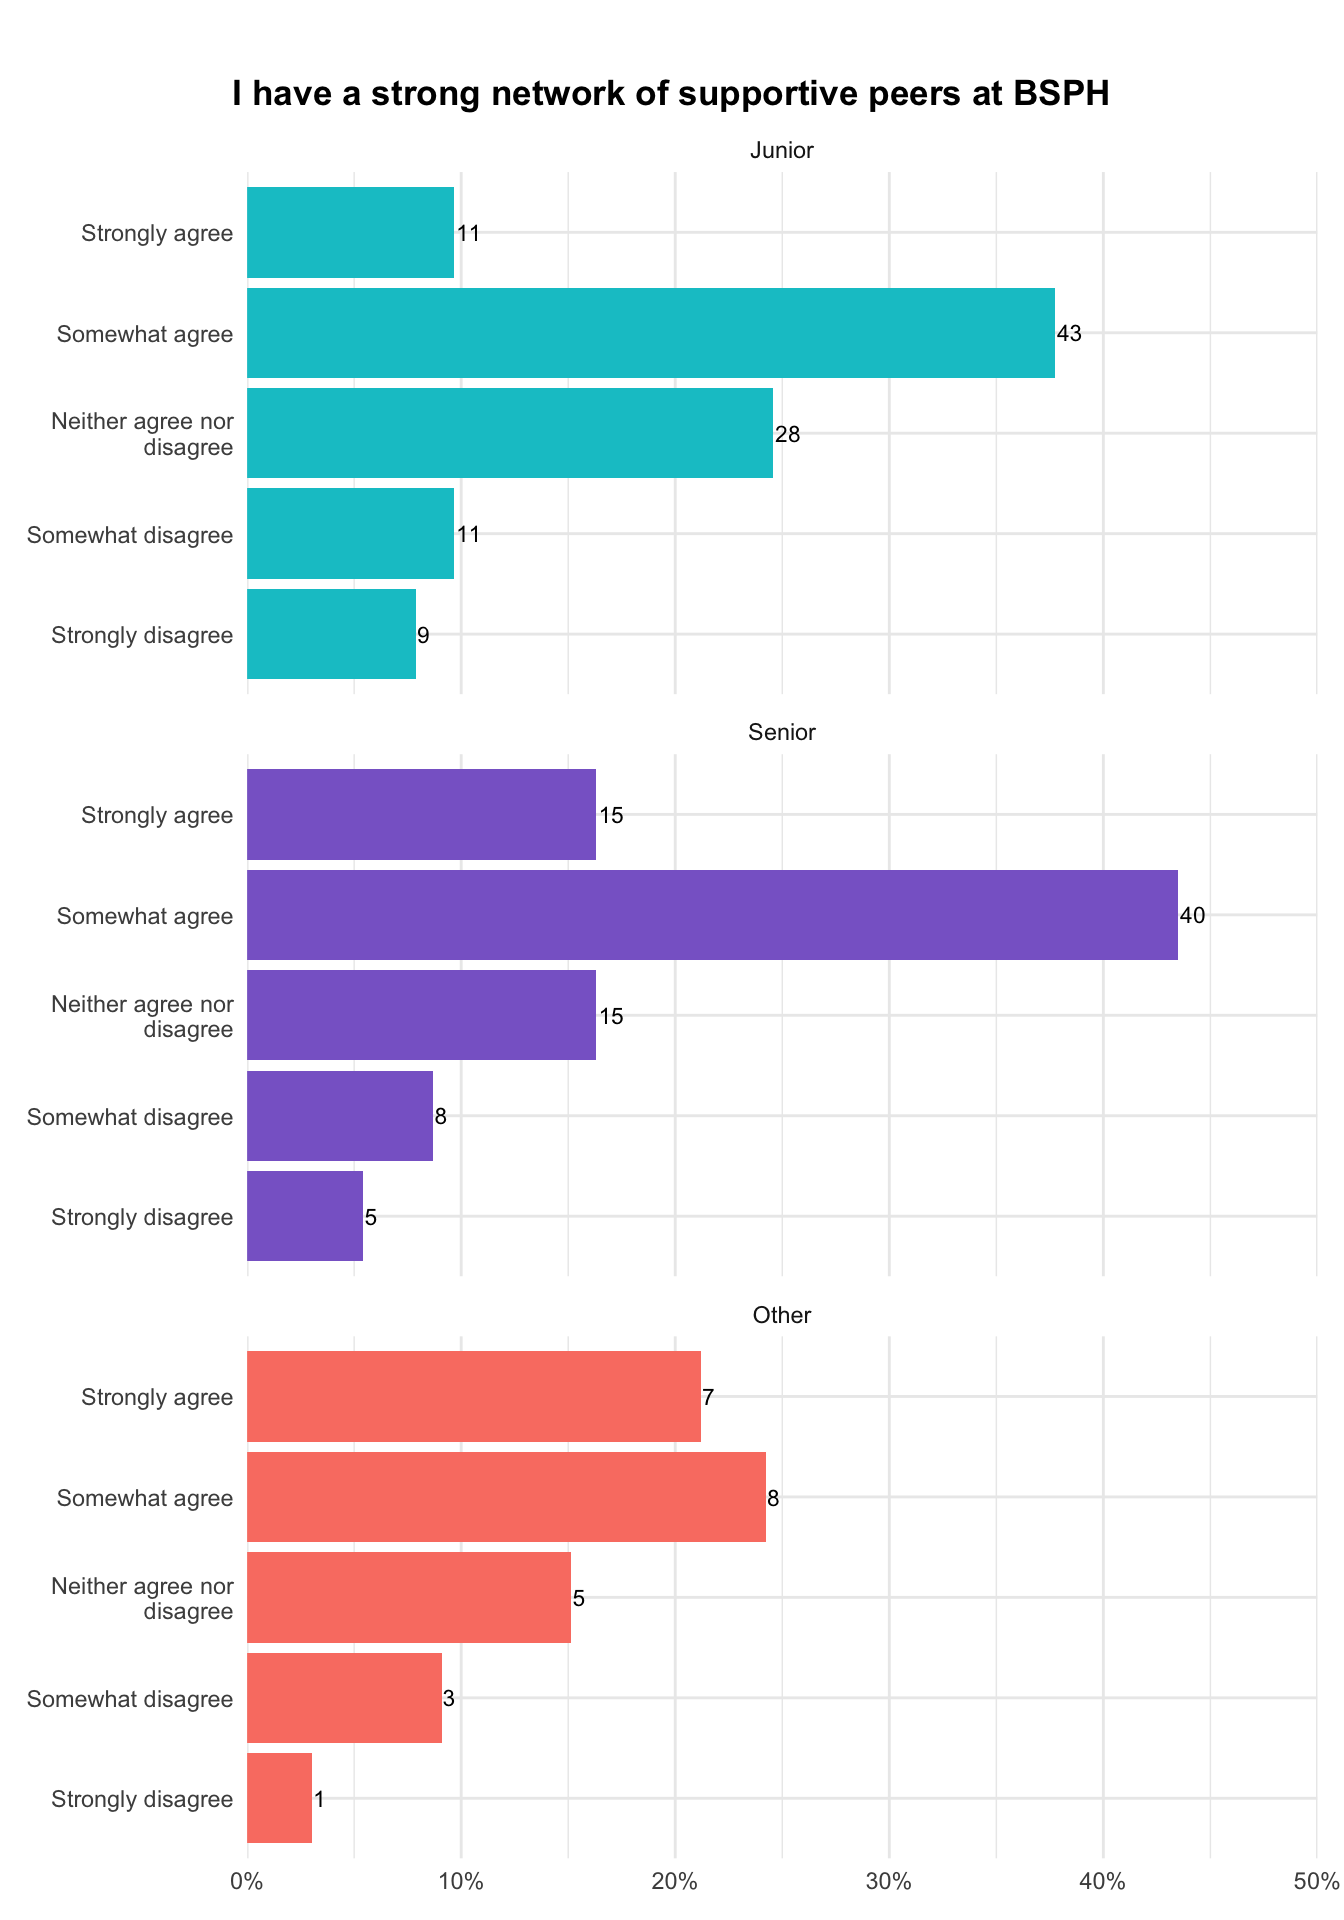 I have a strong network of supportive peers at BSPH
Junior
Strongly agree
11
Somewhat agree
43
Neither agree nor
disagree
28
Somewhat disagree
11
Strongly disagree
9
Senior
Strongly agree
15
Somewhat agree
40
Neither agree nor
disagree
15
Somewhat disagree
8
Strongly disagree
5
Other
Strongly agree
7
Somewhat agree
8
Neither agree nor
disagree
5
Somewhat disagree
3
Strongly disagree
1
0% 10% 20% 30% 40% 50%